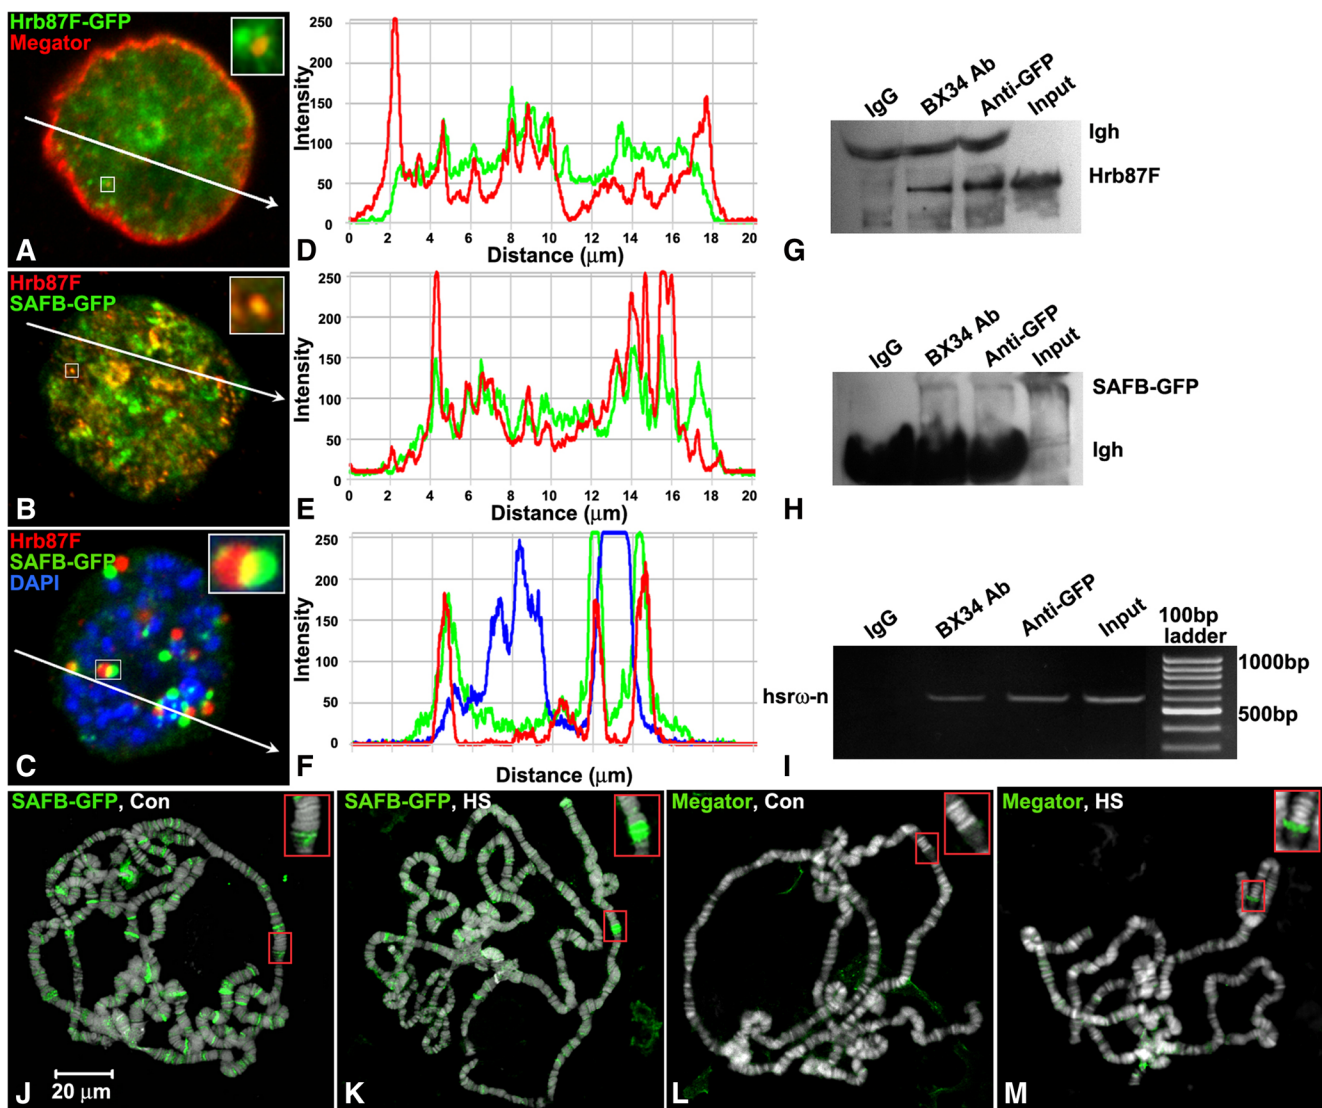 Hrb87F-GFP
Megator
A
Hrb87F
SAFB-GFP
B
Hrb87F
SAFB-GFP
DAPI
C
Intensity
250
200
150
100
50
0
0 2 4 6 8 10 12 14 16 18 20
Distance (μm)
D
Intensity
250
200
150
100
50
0
0 2 4 6 8 10 12 14 16 18 20
Distance (μm)
E
Intensity
250
200
150
100
50
0
Distance (μm)
F
IgG BX34 Ab Anti-GFP Input
Igh
Hrb87F
G
IgG BX34 Ab Anti-GFP Input
SAFB-GFP
Igh
H
IgG BX34 Ab Anti-GFP Input 100bp
ladder
1000bp
hsrω-n
500bp
I
SAFB-GFP, Con
20 μm
J
SAFB-GFP, HS
K
Megator, Con
L
Megator, HS
M